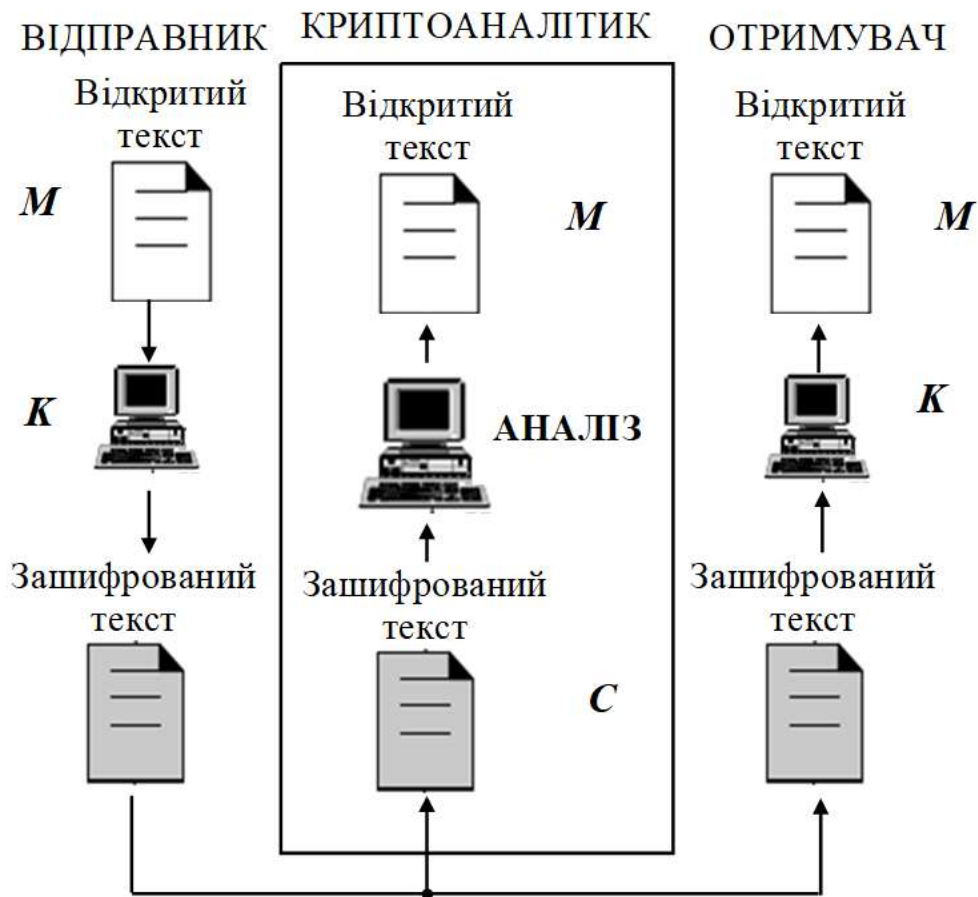 ВІДПРАВНИК
КРИПТОАНАЛІТИК
ОТРИМУВАЧ
Відкритий
текст
M
K
Зашифрований
текст
Відкритий
текст
M
АНАЛІЗ
Зашифрований
текст
C
Відкритий
текст
M
K
Зашифрований
текст